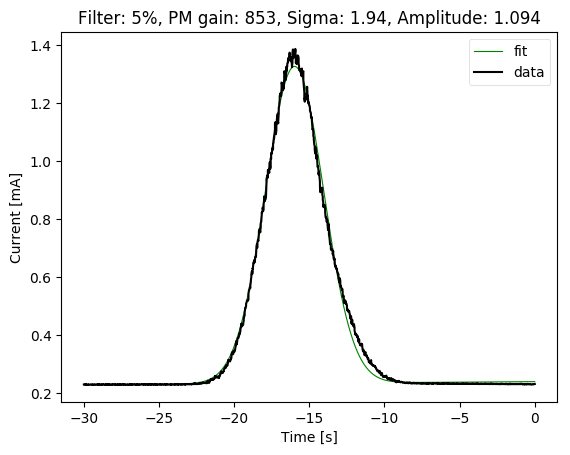 Filter: 5%, PM gain: 853, Sigma: 1.94, Amplitude: 1.094
fit
data
Current [mA]
1.4
1.2
1.0
0.8
0.6
0.4
0.2
−30 −25 −20 −15 −10 −5 0
Time [s]